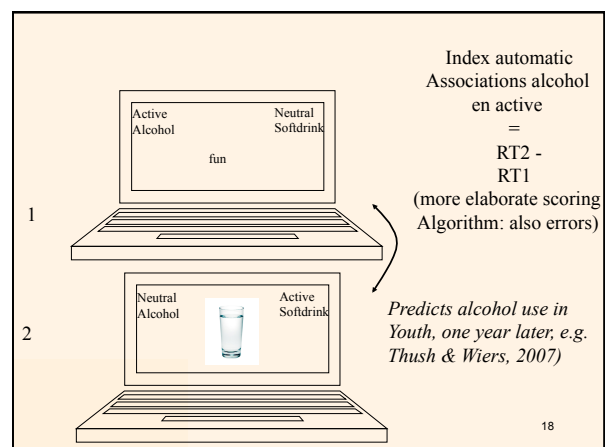 Index automatic
Associations alcohol
en active
=
RT2 -
RT1
(more elaborate scoring
Algorithm: also errors)
1
Active
Alcohol
Neutral
Softdrink
fun
2
Neutral
Alcohol
Active
Softdrink
Predicts alcohol use in
Youth, one year later, e.g.
Thush & Wiers, 2007)
18